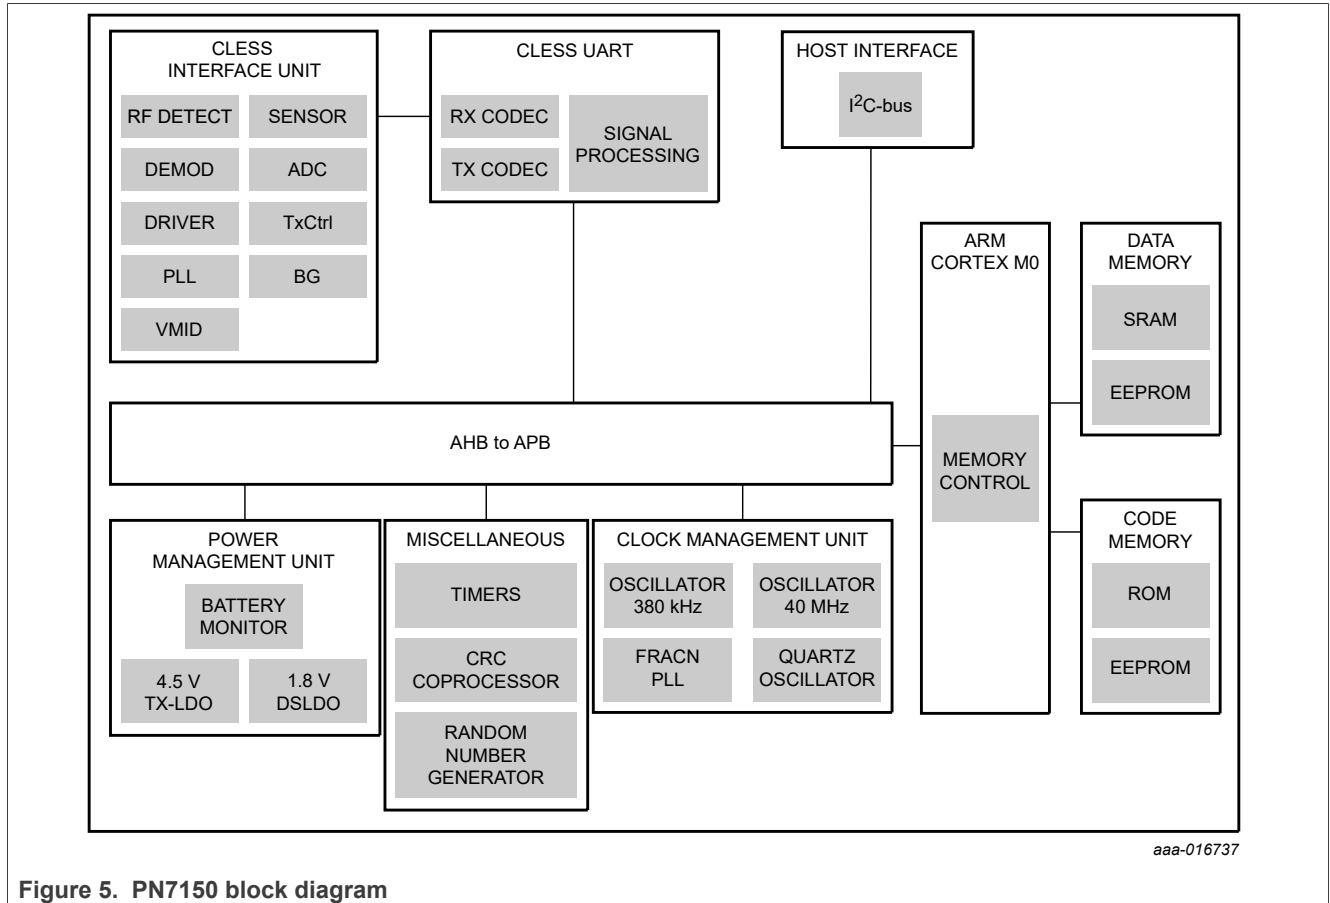 CLESS
INTERFACE UNIT
RF DETECT
SENSOR
DEMOD
ADC
DRIVER
TxCtrl
PLL
BG
VMID
CLESS UART
RX CODEC
TX CODEC
SIGNAL
PROCESSING
HOST INTERFACE
I2C-bus
ARM
CORTEX M0
MEMORY
CONTROL
DATA
MEMORY
SRAM
EEPROM
AHB to APB
CODE
MEMORY
ROM
EEPROM
POWER
MANAGEMENT UNIT
BATTERY
MONITOR
4.5 V
TX-LDO
1.8 V
DSLDO
MISCELLANEOUS
TIMERS
CRC
COPROCESSOR
RANDOM
NUMBER
GENERATOR
CLOCK MANAGEMENT UNIT
OSCILLATOR
380 kHz
OSCILLATOR
40 MHz
FRACN
PLL
QUARTZ
OSCILLATOR
aaa-016737
Figure 5. PN7150 block diagram